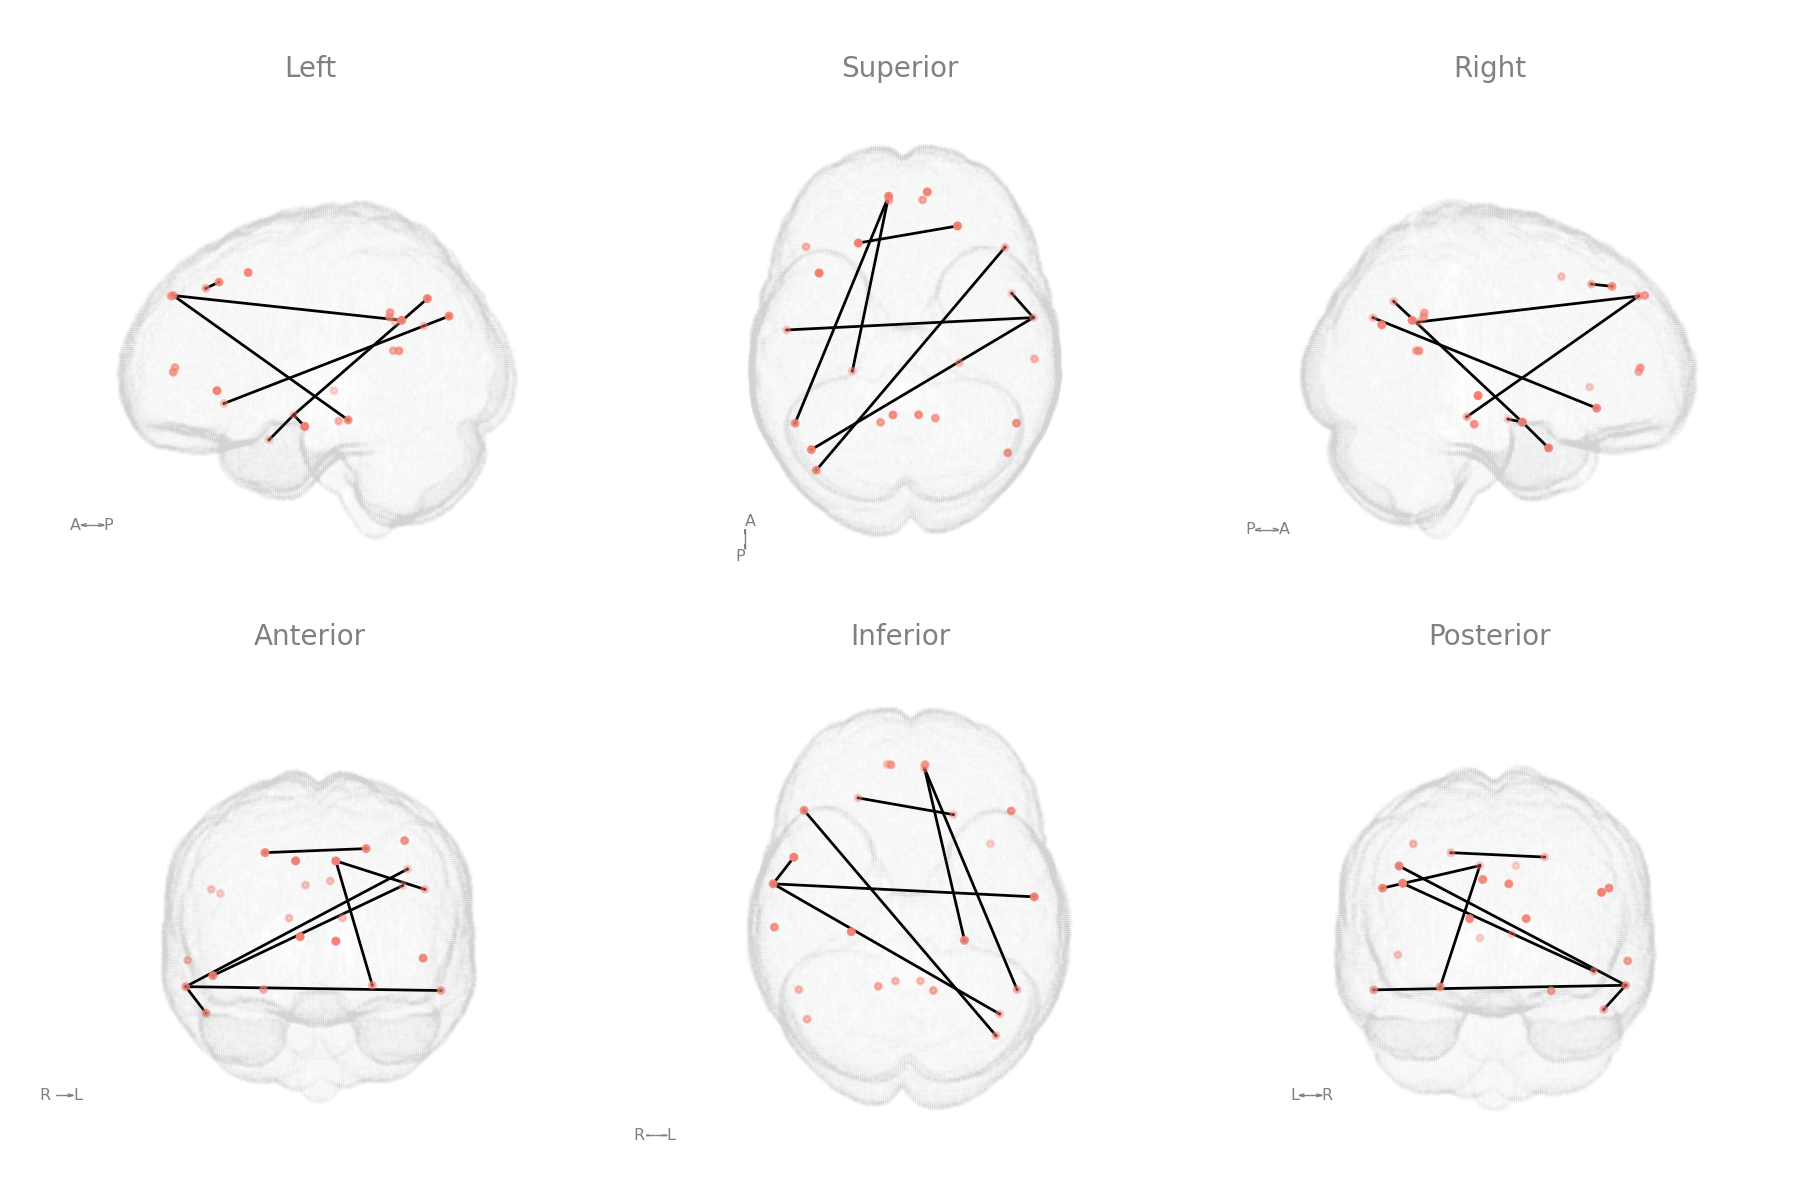 Left
Superior
Right
A
P
A
P
P
A
Anterior
Inferior
Posterior
R
L
R
L
L
R